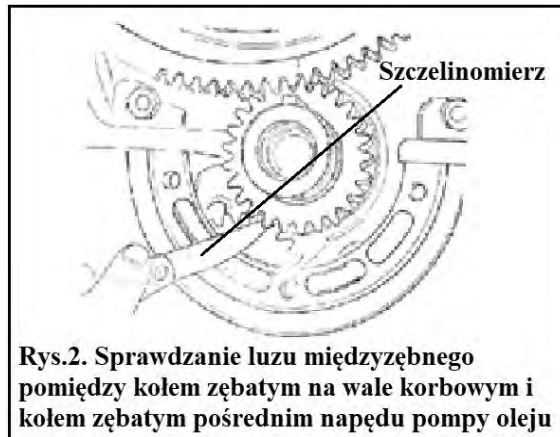 Szczelinomierz
Rys.2. Sprawdzanie luzu międzyzębnego
pomiędzy kołem zębatym na wale korbowym i
kołem zębatym pośrednim napędu pompy oleju